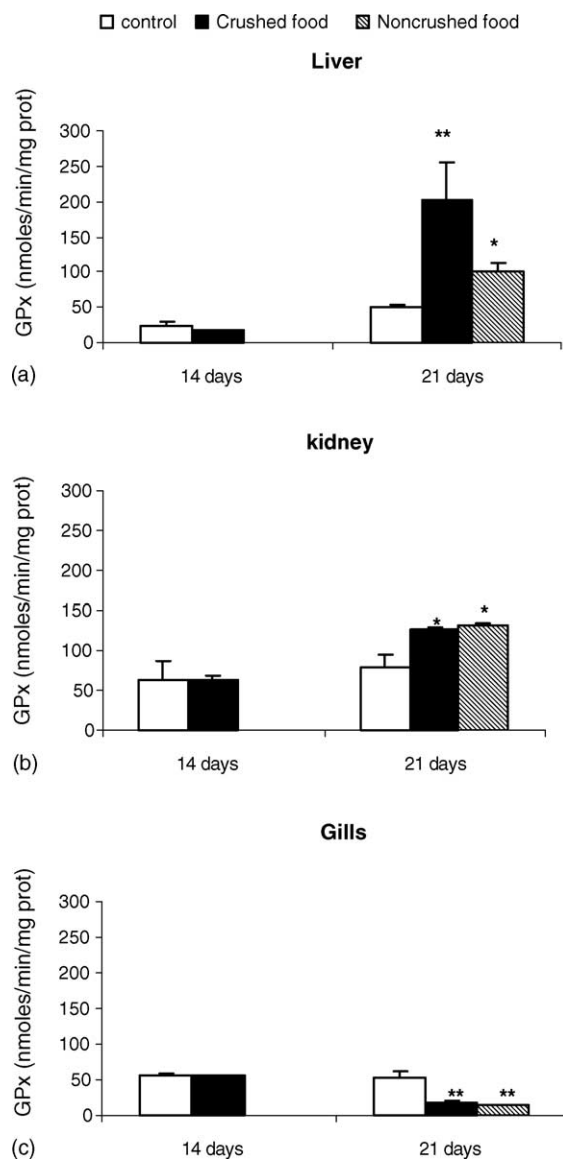 control Crushed food Noncrushed food
Liver
GPx (nmoles/min/mg prot)
300
250
200
150
100
50
0
**
*
14 days 21 days
(a)
kidney
GPx (nmoles/min/mg prot)
300
250
200
150
100
50
0
* *
14 days 21 days
(b)
Gills
GPx (nmoles/min/mg prot)
300
250
200
150
100
50
0
** **
14 days 21 days
(c)